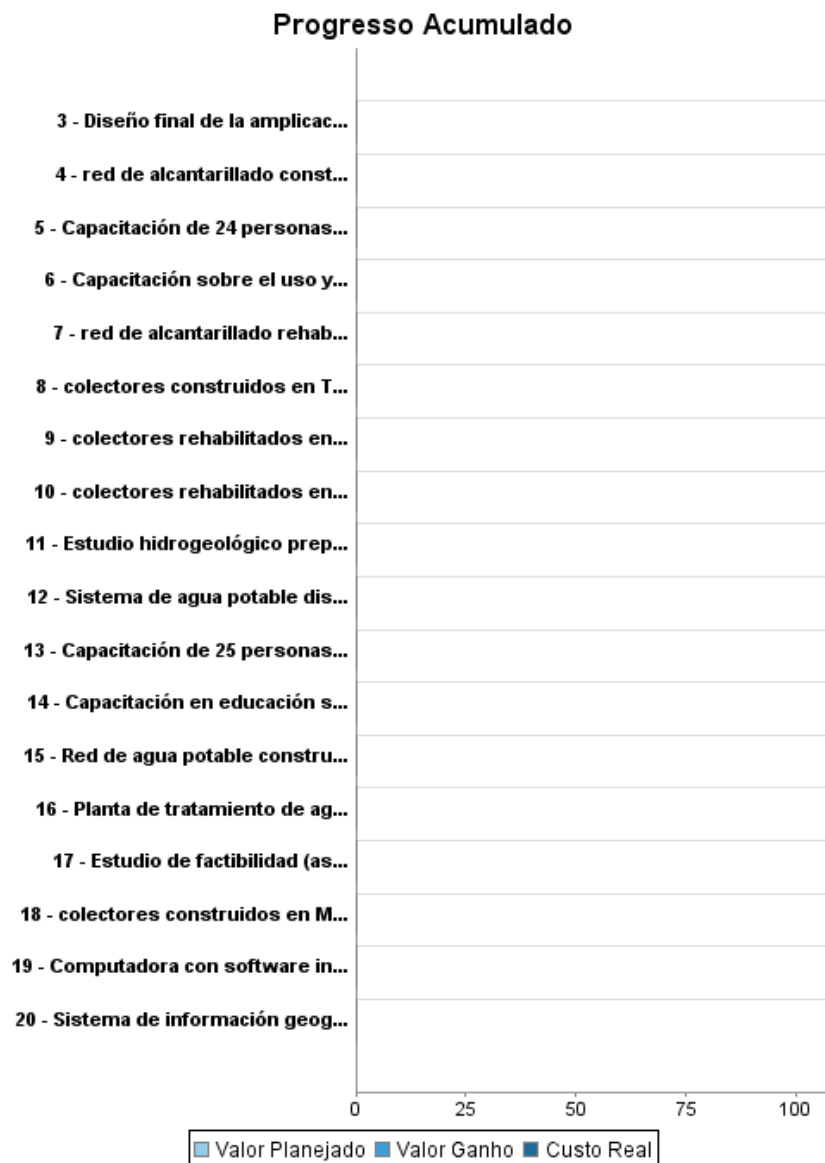 Progresso Acumulado
3 - Diseño final de la amplicac...
4 - red de alcantarillado const...
5 - Capacitación de 24 personas...
6 - Capacitación sobre el uso y...
7 - red de alcantarillado rehab...
8 - colectores construidos en T...
9 - colectores rehabilitados en...
10 - colectores rehabilitados en...
11 - Estudio hidrogeológico prep...
12 - Sistema de agua potable dis...
13 - Capacitación de 25 personas...
14 - Capacitación en educación s...
15 - Red de agua potable constru...
16 - Planta de tratamiento de ag...
17 - Estudio de factibilidad (as...
18 - colectores construidos en M...
19 - Computadora con software in...
20 - Sistema de información geog...
0 25 50 75 100
Valor Planejado Valor Ganho Custo Real